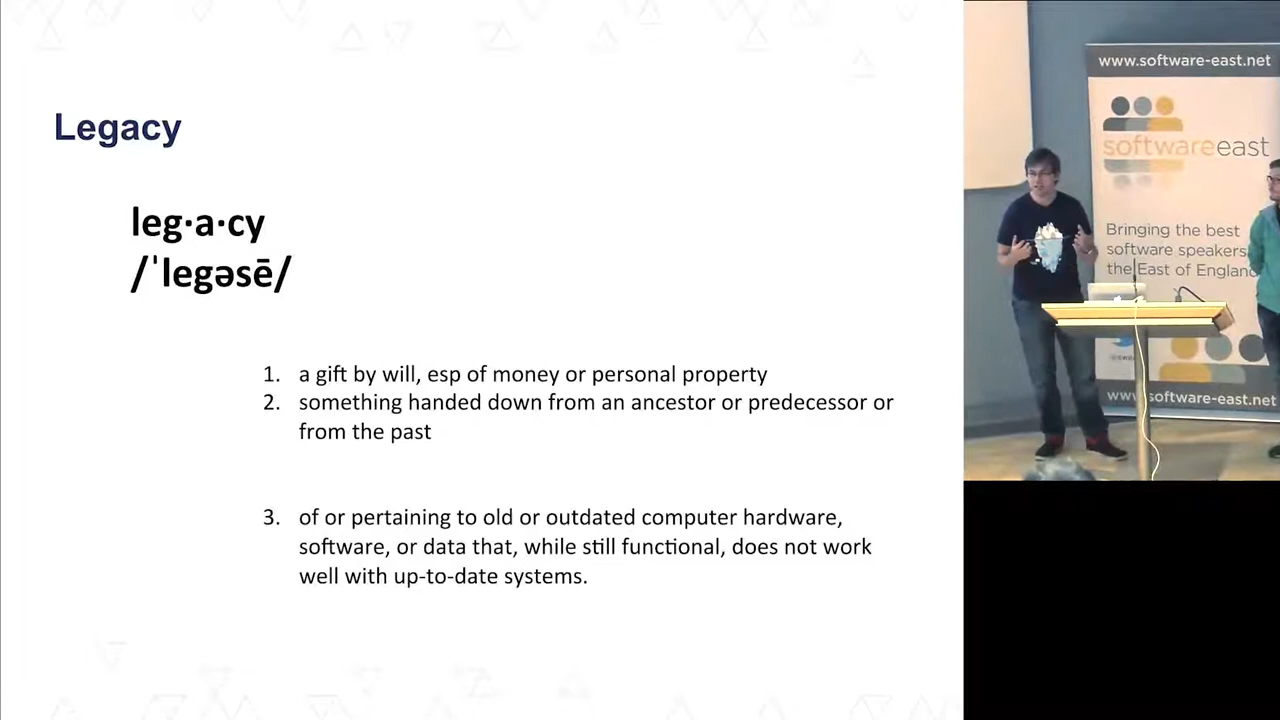 Legacy
leg·a·cy
/ˈlegəsē/
1. a gift by will, esp of money or personal property
2. something handed down from an ancestor or predecessor or
from the past
3. of or pertaining to old or outdated computer hardware,
software, or data that, while still functional, does not work
well with up-to-date systems.
www.software-east.net
softwareeast
Bringing the best
software speakers
the East of England
www.software-east.net